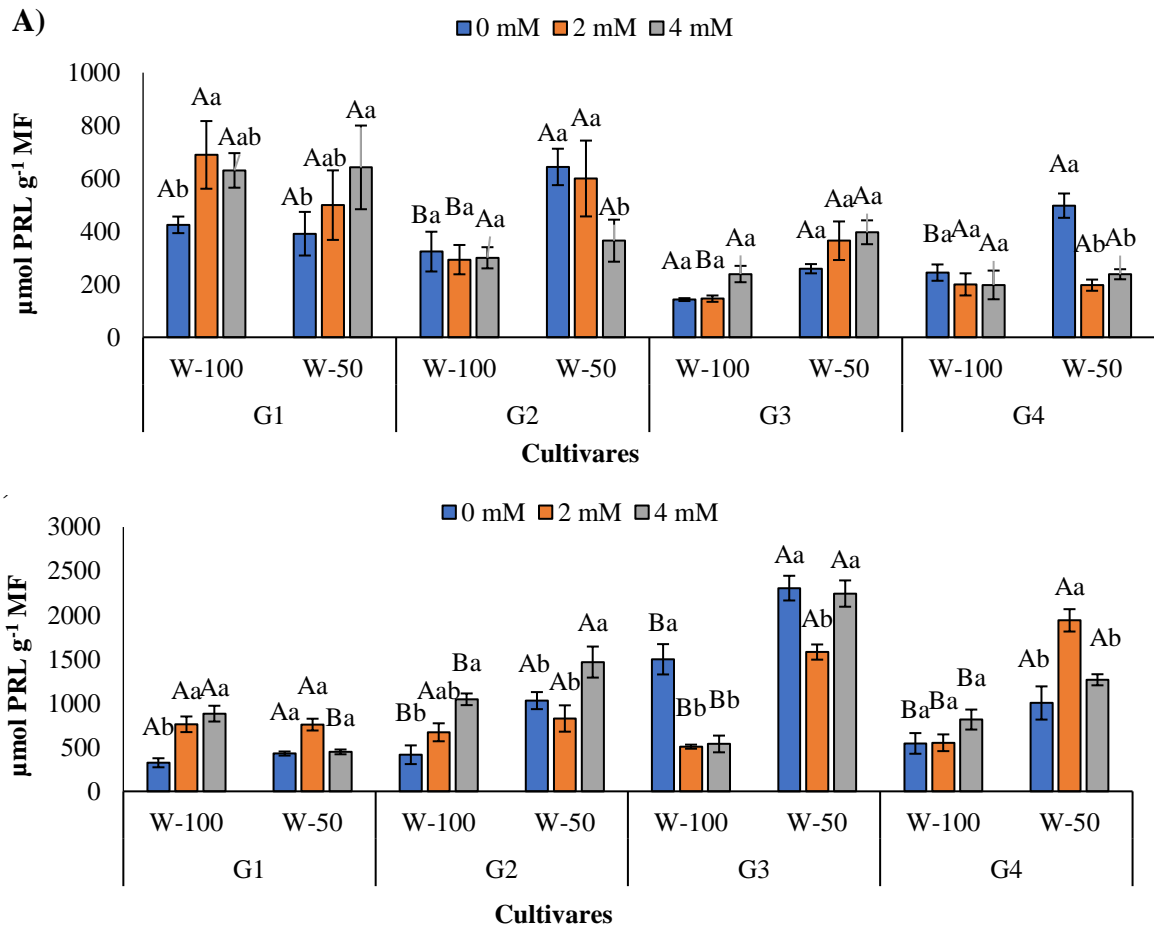 A)
0 mM 2 mM 4 mM
µmol PRL g-1 MF
1000
800
600
400
200
0
Ab Aa Aab Ab Aab Aa Ba Ba Aa Aa Aa Ab Aa Ba Aa Aa Aa Aa Ba Aa Aa Aa Ab Ab
W-100 W-50 W-100 W-50 W-100 W-50 W-100 W-50
G1 G2 G3 G4
Cultivares
0 mM 2 mM 4 mM
µmol PRL g-1 MF
3000
2500
2000
1500
1000
500
0
Ab Aa Aa Aa Aa Ba Bb Aab Ba Ab Ab Aa Ba Bb Bb Aa Ab Aa Ba Ba Ba Ab Aa Ab
W-100 W-50 W-100 W-50 W-100 W-50 W-100 W-50
G1 G2 G3 G4
Cultivares